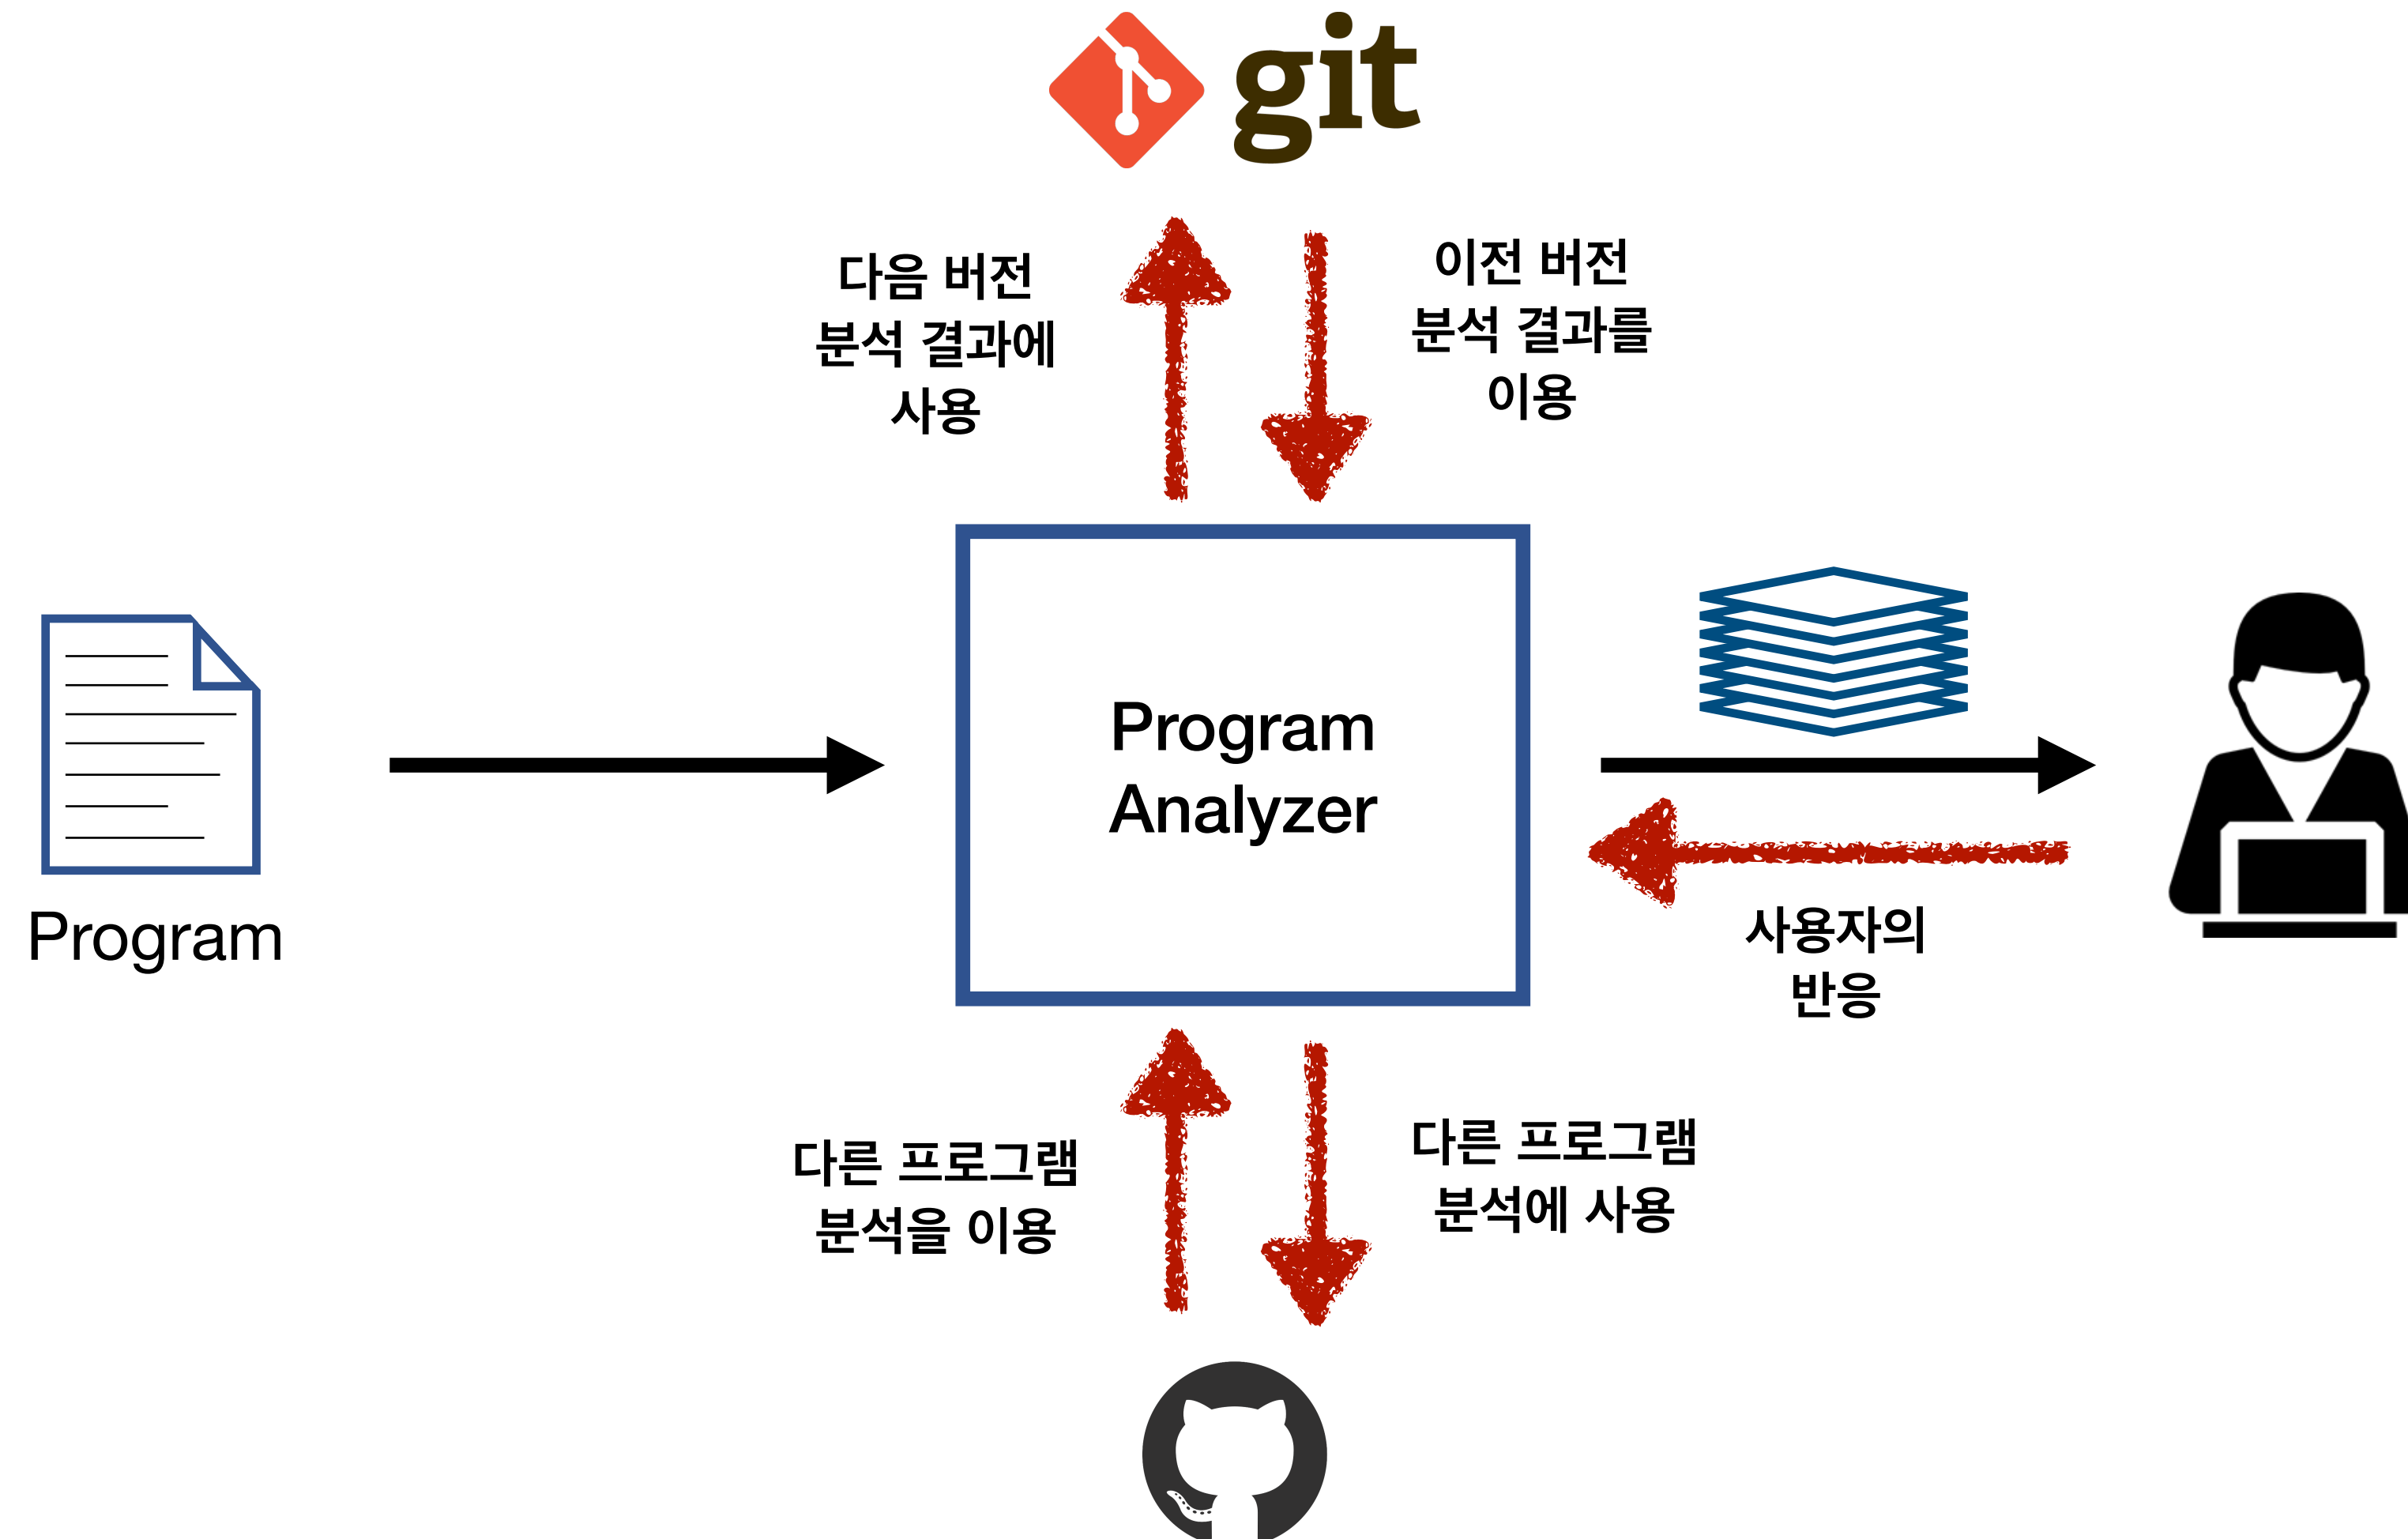 git
다음 버전
분석 결과에
사용
이전 버전
분석 결과를
이용
Program
Program
Analyzer
사용자의
반응
다른 프로그램
분석을 이용
다른 프로그램
분석에 사용